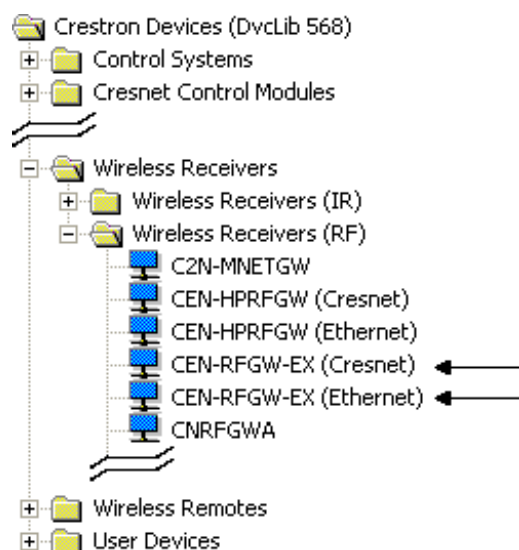 Crestron Devices (DvcLib 568)
Control Systems
Cresnet Control Modules
Wireless Receivers
Wireless Receivers (IR)
Wireless Receivers (RF)
C2N-MNETGW
CEN-HPRFGW (Cresnet)
CEN-HPRFGW (Ethernet)
CEN-RFGW-EX (Cresnet)
CEN-RFGW-EX (Ethernet)
CNRFGWA
Wireless Remotes
User Devices